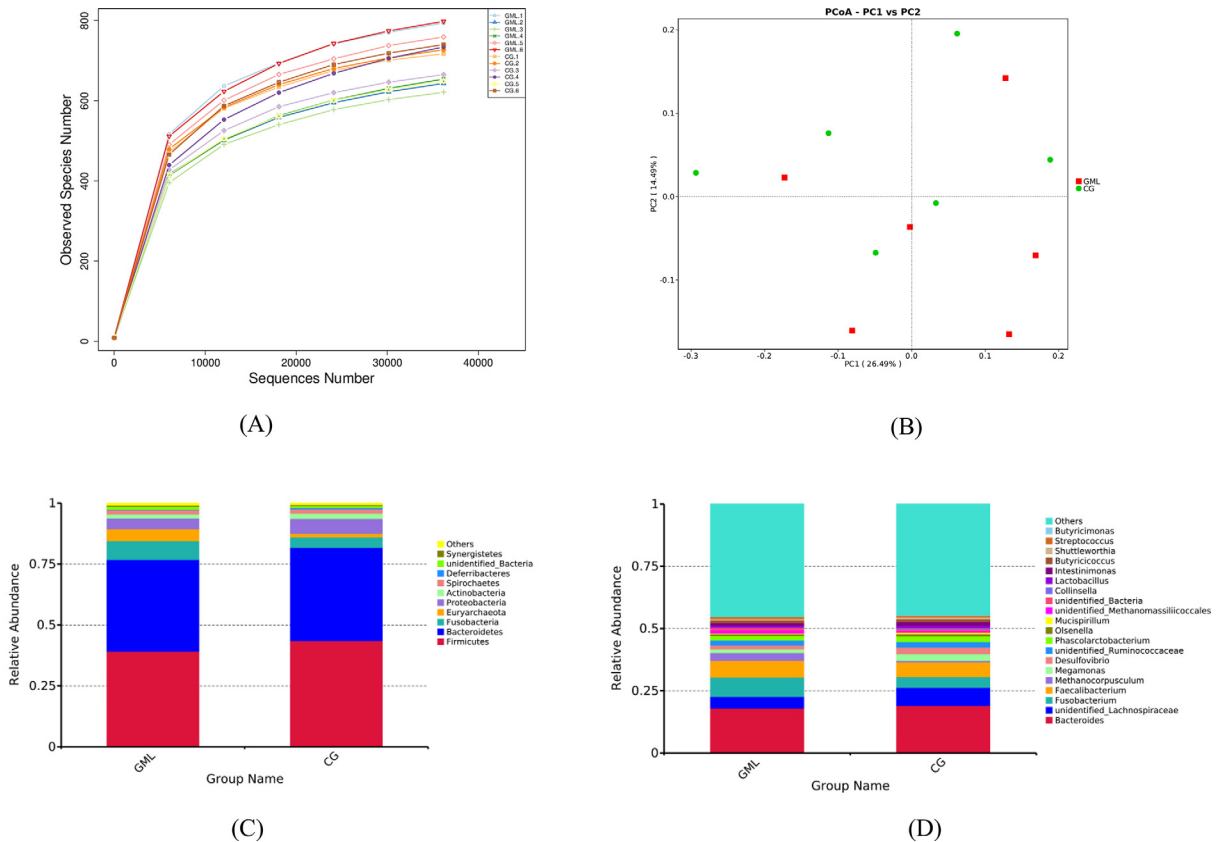 800
600
400
200
0
Observed Species Number
0
10000
20000
30000
40000
Sequences Number
GML.1
GML.2
GML.3
GML.4
GML.5
GML.6
CG.1
CG.2
CG.3
CG.4
CG.5
CG.6
(A)
PCoA - PC1 vs PC2
0.2
0.1
0.0
-0.1
PC2 ( 14.49% )
-0.3
-0.2
-0.1
0.0
0.1
0.2
PC1 ( 26.49% )
GML
CG
(B)
1
0.75
0.5
0.25
0
Relative Abundance
GML
CG
Group Name
Others
Synergistetes
unidentified_Bacteria
Deferribacteres
Spirochaetes
Actinobacteria
Proteobacteria
Euryarchaeota
Fusobacteria
Bacteroidetes
Firmicutes
(C)
1
0.75
0.5
0.25
0
Relative Abundance
GML
CG
Group Name
Others
Butyricimonas
Streptococcus
Shuttleworthia
Butyricicoccus
Intestinimonas
Lactobacillus
Collinsella
unidentified_Bacteria
unidentified_Methanomassiliicoccales
Mucispirillum
Olsenella
Phascolarctobacterium
unidentified_Ruminococcaceae
Desulfovibrio
Megamonas
Methanocorpusculum
Faecalibacterium
Fusobacterium
unidentified_Lachnospiraceae
Bacteroides
(D)